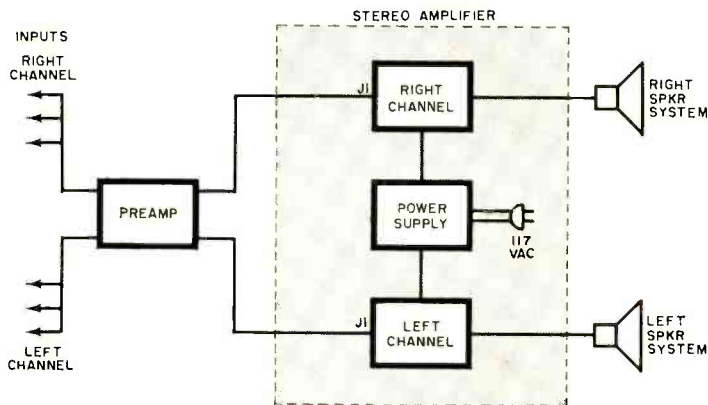 STEREO AMPLIFIER
INPUTS
RIGHT
CHANNEL
J1
RIGHT
CHANNEL
RIGHT
SPKR
SYSTEM
PREAMP
POWER
SUPPLY
117
VAC
J1
LEFT
CHANNEL
LEFT
SPKR
SYSTEM
LEFT
CHANNEL